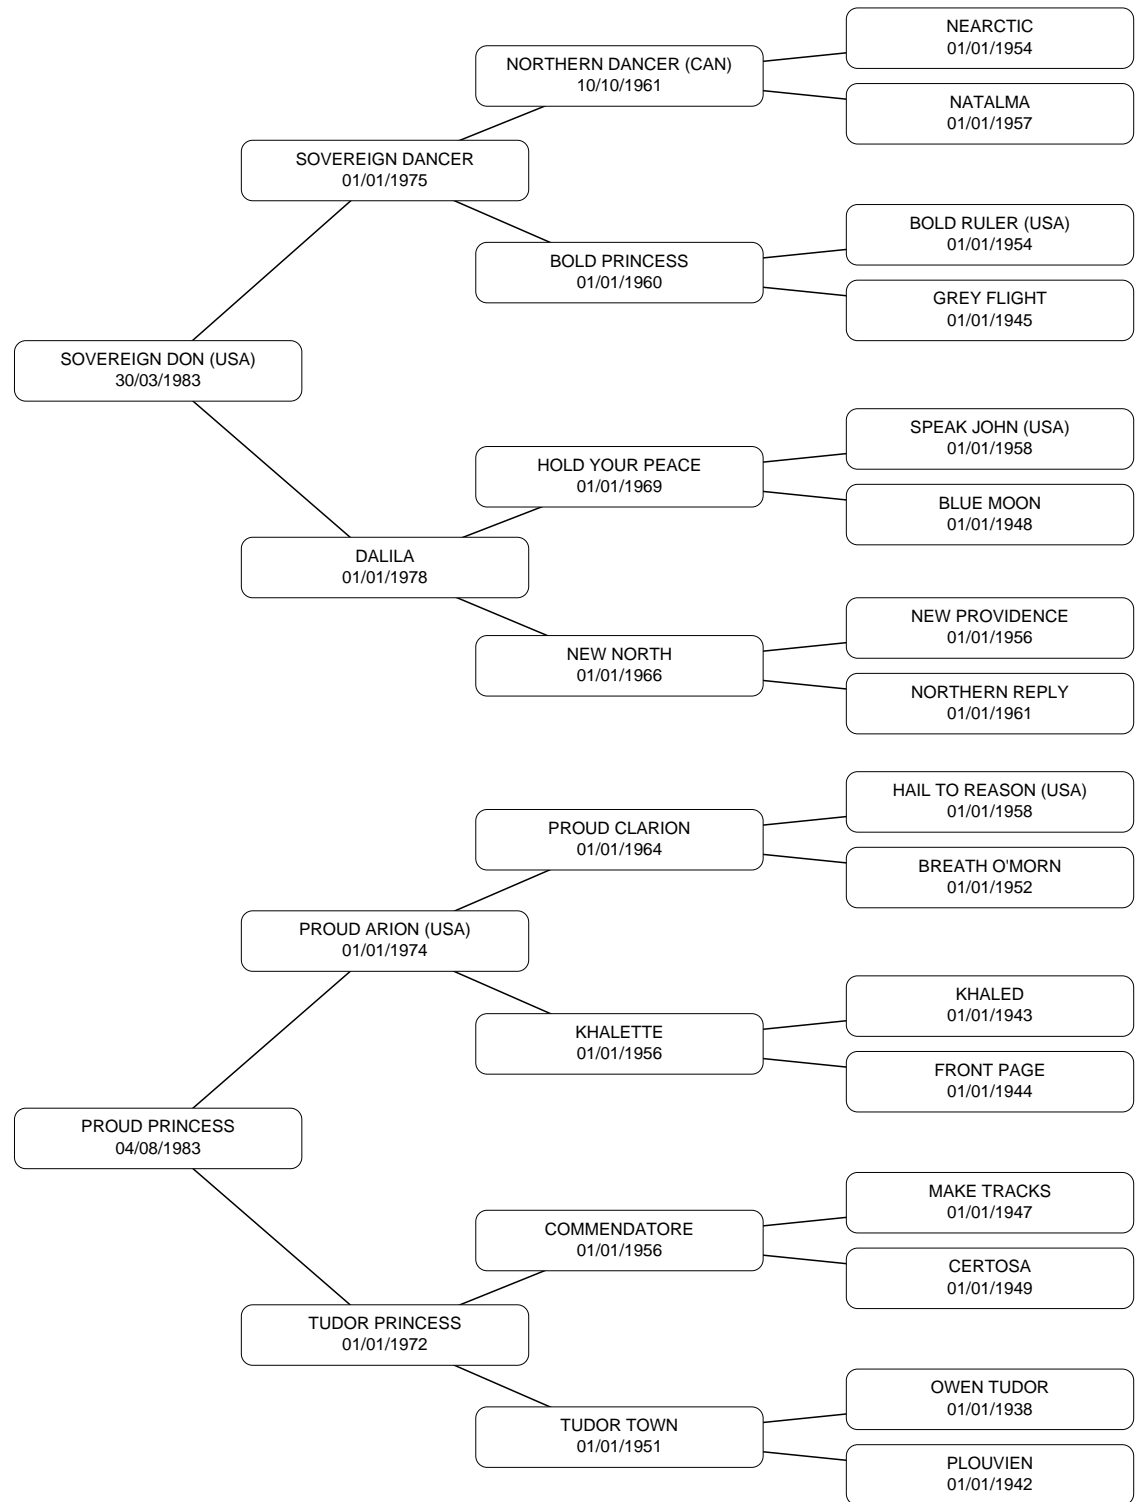 NEARCTIC
01/01/1954
NORTHERN DANCER (CAN)
10/10/1961
NATALMA
01/01/1957
SOVEREIGN DANCER
01/01/1975
BOLD RULER (USA)
01/01/1954
BOLD PRINCESS
01/01/1960
GREY FLIGHT
01/01/1945
SOVEREIGN DON (USA)
30/03/1983
SPEAK JOHN (USA)
01/01/1958
HOLD YOUR PEACE
01/01/1969
BLUE MOON
01/01/1948
DALILA
01/01/1978
NEW PROVIDENCE
01/01/1956
NEW NORTH
01/01/1966
NORTHERN REPLY
01/01/1961
HAIL TO REASON (USA)
01/01/1958
PROUD CLARION
01/01/1964
BREATH O'MORN
01/01/1952
PROUD ARION (USA)
01/01/1974
KHALED
01/01/1943
KHALETTE
01/01/1956
FRONT PAGE
01/01/1944
PROUD PRINCESS
04/08/1983
MAKE TRACKS
01/01/1947
COMMENDATORE
01/01/1956
CERTOSA
01/01/1949
TUDOR PRINCESS
01/01/1972
OWEN TUDOR
01/01/1938
TUDOR TOWN
01/01/1951
PLOUVIEN
01/01/1942